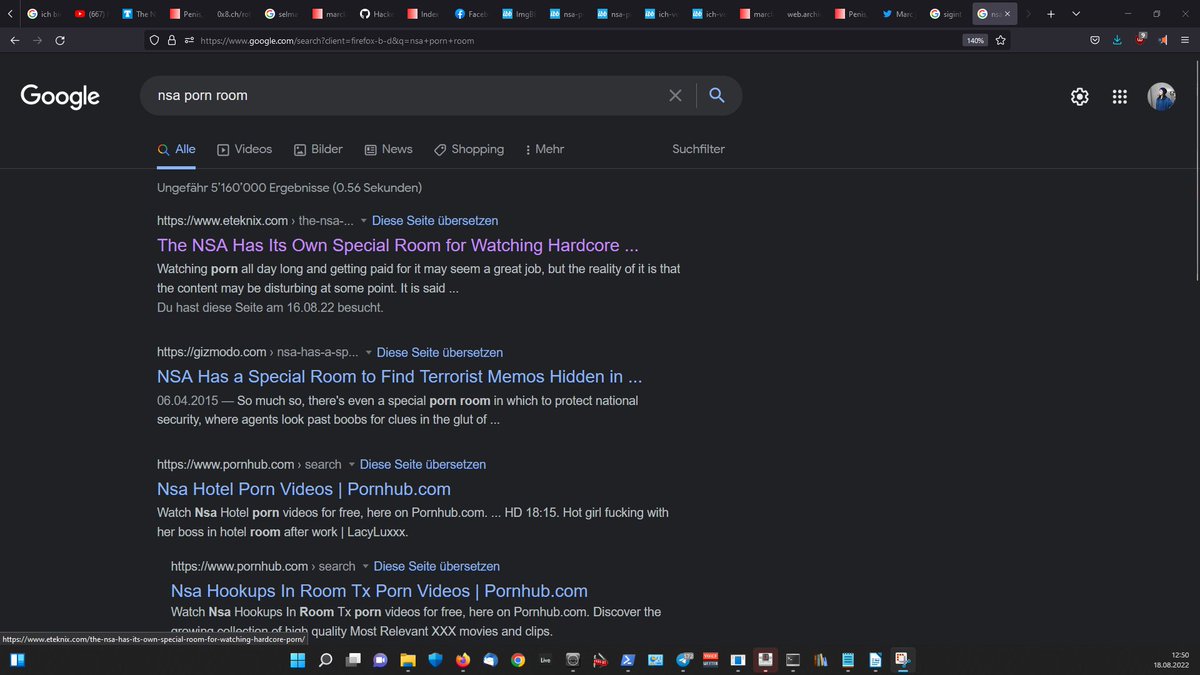 ich bi
(667)
The N
Penis
0x8.ch/rot
selma
marcl
Hacke
Index
Faceb
ImgB
nsa-p
nsa-p
ich-v
ich-v
marcl
web.archi
Penis
Marc
sigint
nsa
https://www.google.com/search?client=firefox-b-d&q=nsa+porn+room
140%
9
Google
nsa porn room
Alle
Videos
Bilder
News
Shopping
Mehr
Suchfilter
Ungefähr 5'160'000 Ergebnisse (0.56 Sekunden)
https://www.eteknix.com › the-nsa-... Diese Seite übersetzen
The NSA Has Its Own Special Room for Watching Hardcore ...
Watching porn all day long and getting paid for it may seem a great job, but the reality of it is that
the content may be disturbing at some point. It is said ...
Du hast diese Seite am 16.08.22 besucht.
https://gizmodo.com › nsa-has-a-sp... Diese Seite übersetzen
NSA Has a Special Room to Find Terrorist Memos Hidden in ...
06.04.2015 — So much so, there's even a special porn room in which to protect national
security, where agents look past boobs for clues in the glut of ...
https://www.pornhub.com › search Diese Seite übersetzen
Nsa Hotel Porn Videos | Pornhub.com
Watch Nsa Hotel porn videos for free, here on Pornhub.com. ... HD 18:15. Hot girl fucking with
her boss in hotel room after work | LacyLuxxx.
https://www.pornhub.com › search Diese Seite übersetzen
Nsa Hookups In Room Tx Porn Videos | Pornhub.com
Watch Nsa Hookups In Room Tx porn videos for free, here on Pornhub.com. Discover the
growing collection of high quality Most Relevant XXX movies and clips.
https://www.eteknix.com/the-nsa-has-its-own-special-room-for-watching-hardcore-porn/
Live
12:50
18.08.2022